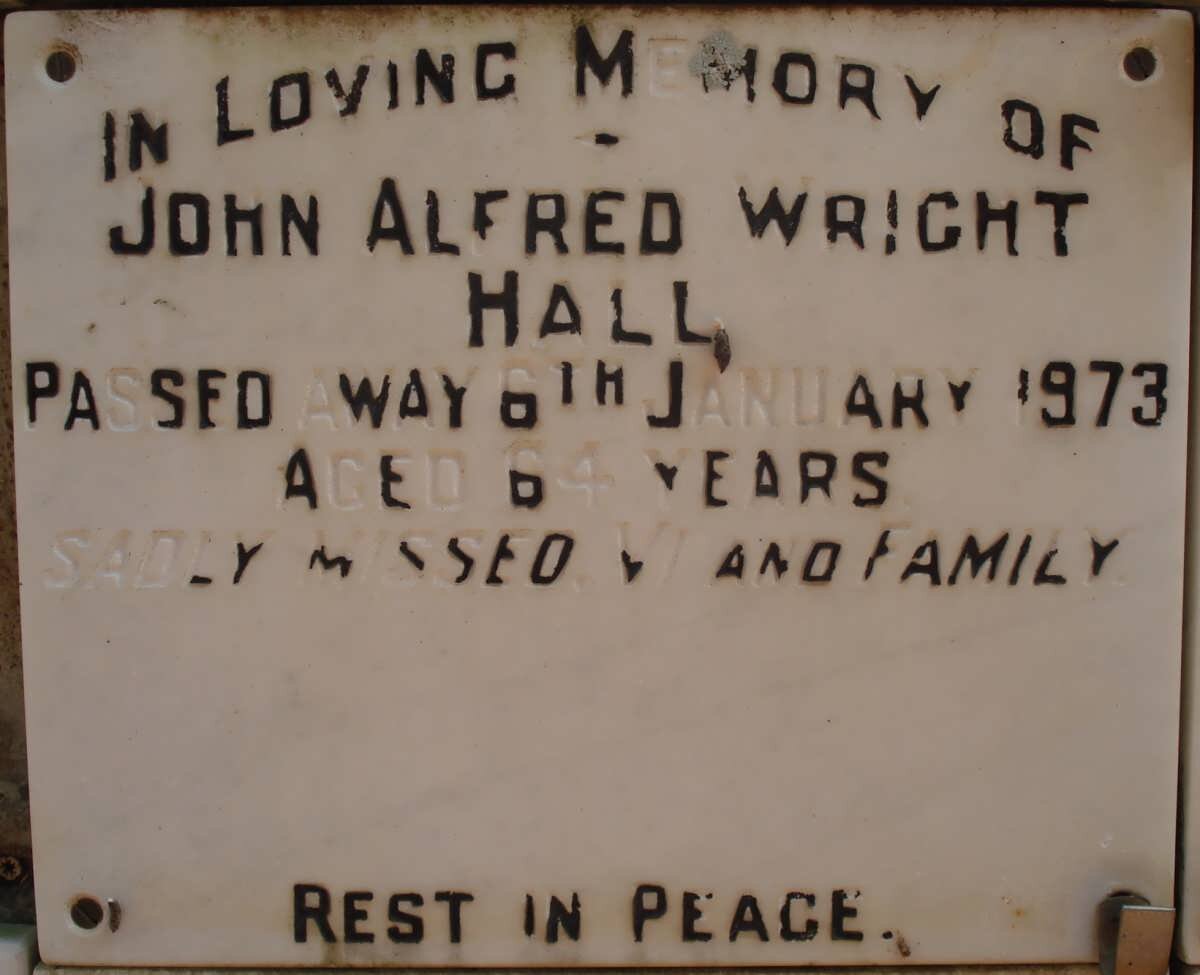 IN LOVING MEMORY OF
JOHN ALFRED WRIGHT
HALL,
PASSED AWAY 6TH JANUARY 1973
AGED 64 YEARS.
SADLY MISSED, VI AND FAMILY.
REST IN PEACE.